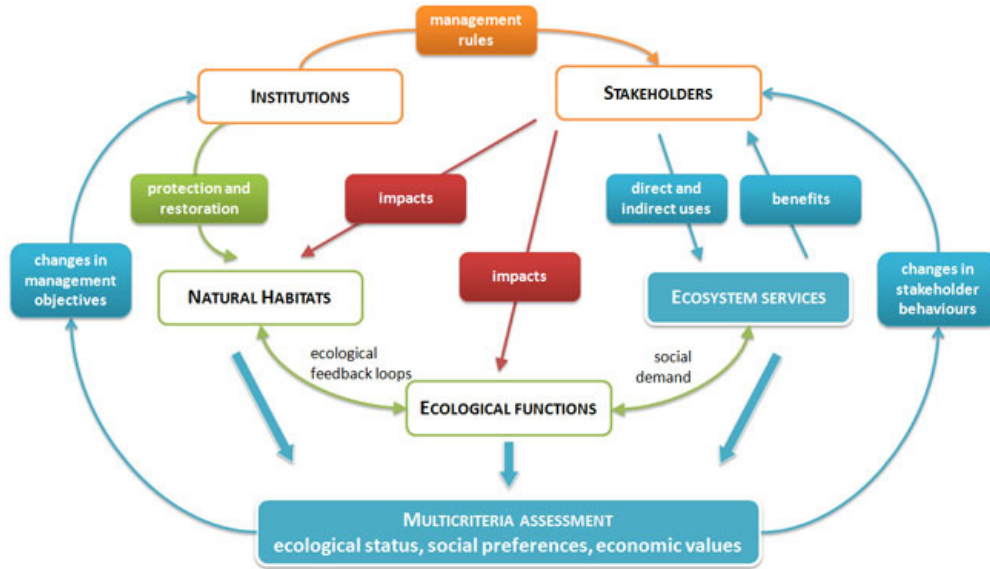 management
rules
INSTITUTIONS
STAKEHOLDERS
protection and
restoration
impacts
direct and
indirect uses
benefits
changes in
management
objectives
impacts
changes in
stakeholder
behaviours
NATURAL HABITATS
ECOSYSTEM SERVICES
ecological
feedback loops
social
demand
ECOLOGICAL FUNCTIONS
MULTICRITERIA ASSESSMENT
ecological status, social preferences, economic values